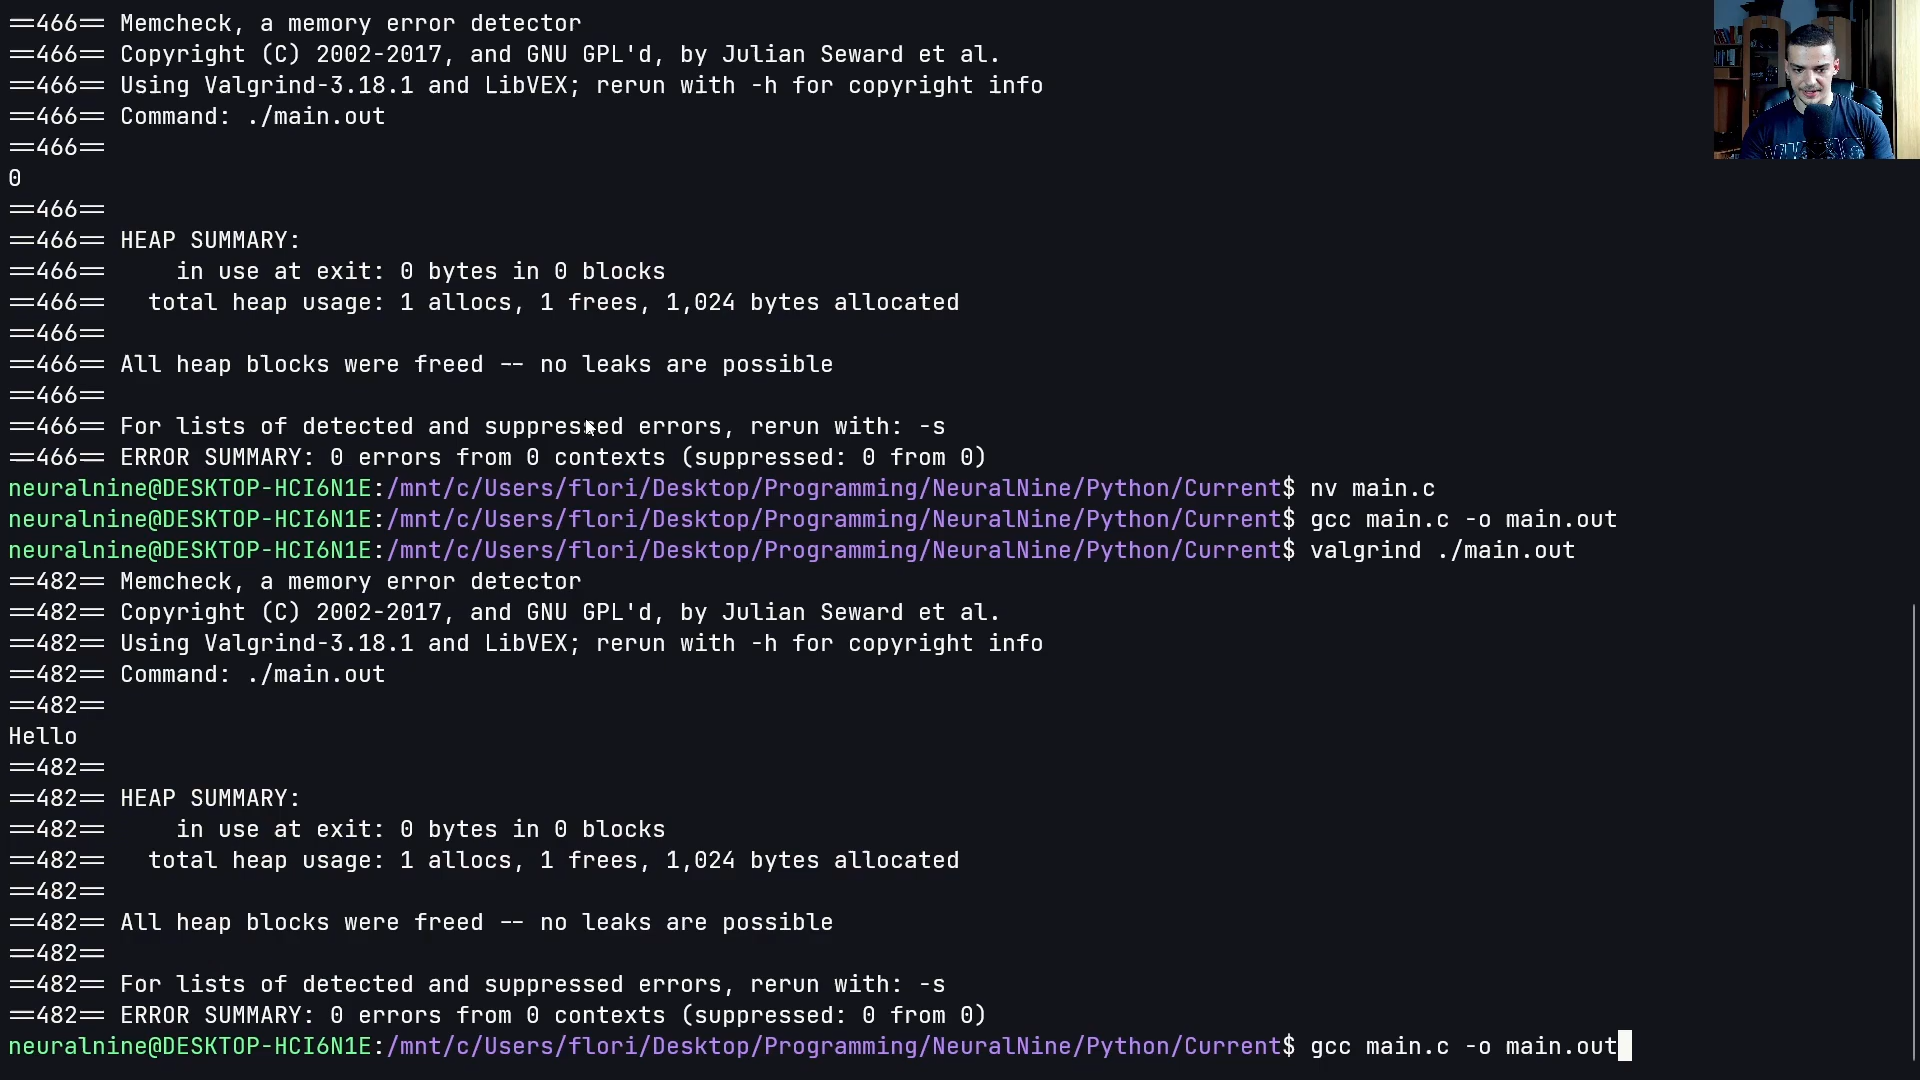 ==466== Memcheck, a memory error detector
==466== Copyright (C) 2002-2017, and GNU GPL'd, by Julian Seward et al.
==466== Using Valgrind-3.18.1 and LibVEX; rerun with -h for copyright info
==466== Command: ./main.out
==466==
0
==466==
==466== HEAP SUMMARY:
==466==     in use at exit: 0 bytes in 0 blocks
==466==   total heap usage: 1 allocs, 1 frees, 1,024 bytes allocated
==466==
==466== All heap blocks were freed -- no leaks are possible
==466==
==466== For lists of detected and suppressed errors, rerun with: -s
==466== ERROR SUMMARY: 0 errors from 0 contexts (suppressed: 0 from 0)
neuralnine@DESKTOP-HCI6N1E:/mnt/c/Users/flori/Desktop/Programming/NeuralNine/Python/Current$ nv main.c
neuralnine@DESKTOP-HCI6N1E:/mnt/c/Users/flori/Desktop/Programming/NeuralNine/Python/Current$ gcc main.c -o main.out
neuralnine@DESKTOP-HCI6N1E:/mnt/c/Users/flori/Desktop/Programming/NeuralNine/Python/Current$ valgrind ./main.out
==482== Memcheck, a memory error detector
==482== Copyright (C) 2002-2017, and GNU GPL'd, by Julian Seward et al.
==482== Using Valgrind-3.18.1 and LibVEX; rerun with -h for copyright info
==482== Command: ./main.out
==482==
Hello
==482==
==482== HEAP SUMMARY:
==482==     in use at exit: 0 bytes in 0 blocks
==482==   total heap usage: 1 allocs, 1 frees, 1,024 bytes allocated
==482==
==482== All heap blocks were freed -- no leaks are possible
==482==
==482== For lists of detected and suppressed errors, rerun with: -s
==482== ERROR SUMMARY: 0 errors from 0 contexts (suppressed: 0 from 0)
neuralnine@DESKTOP-HCI6N1E:/mnt/c/Users/flori/Desktop/Programming/NeuralNine/Python/Current$ gcc main.c -o main.out